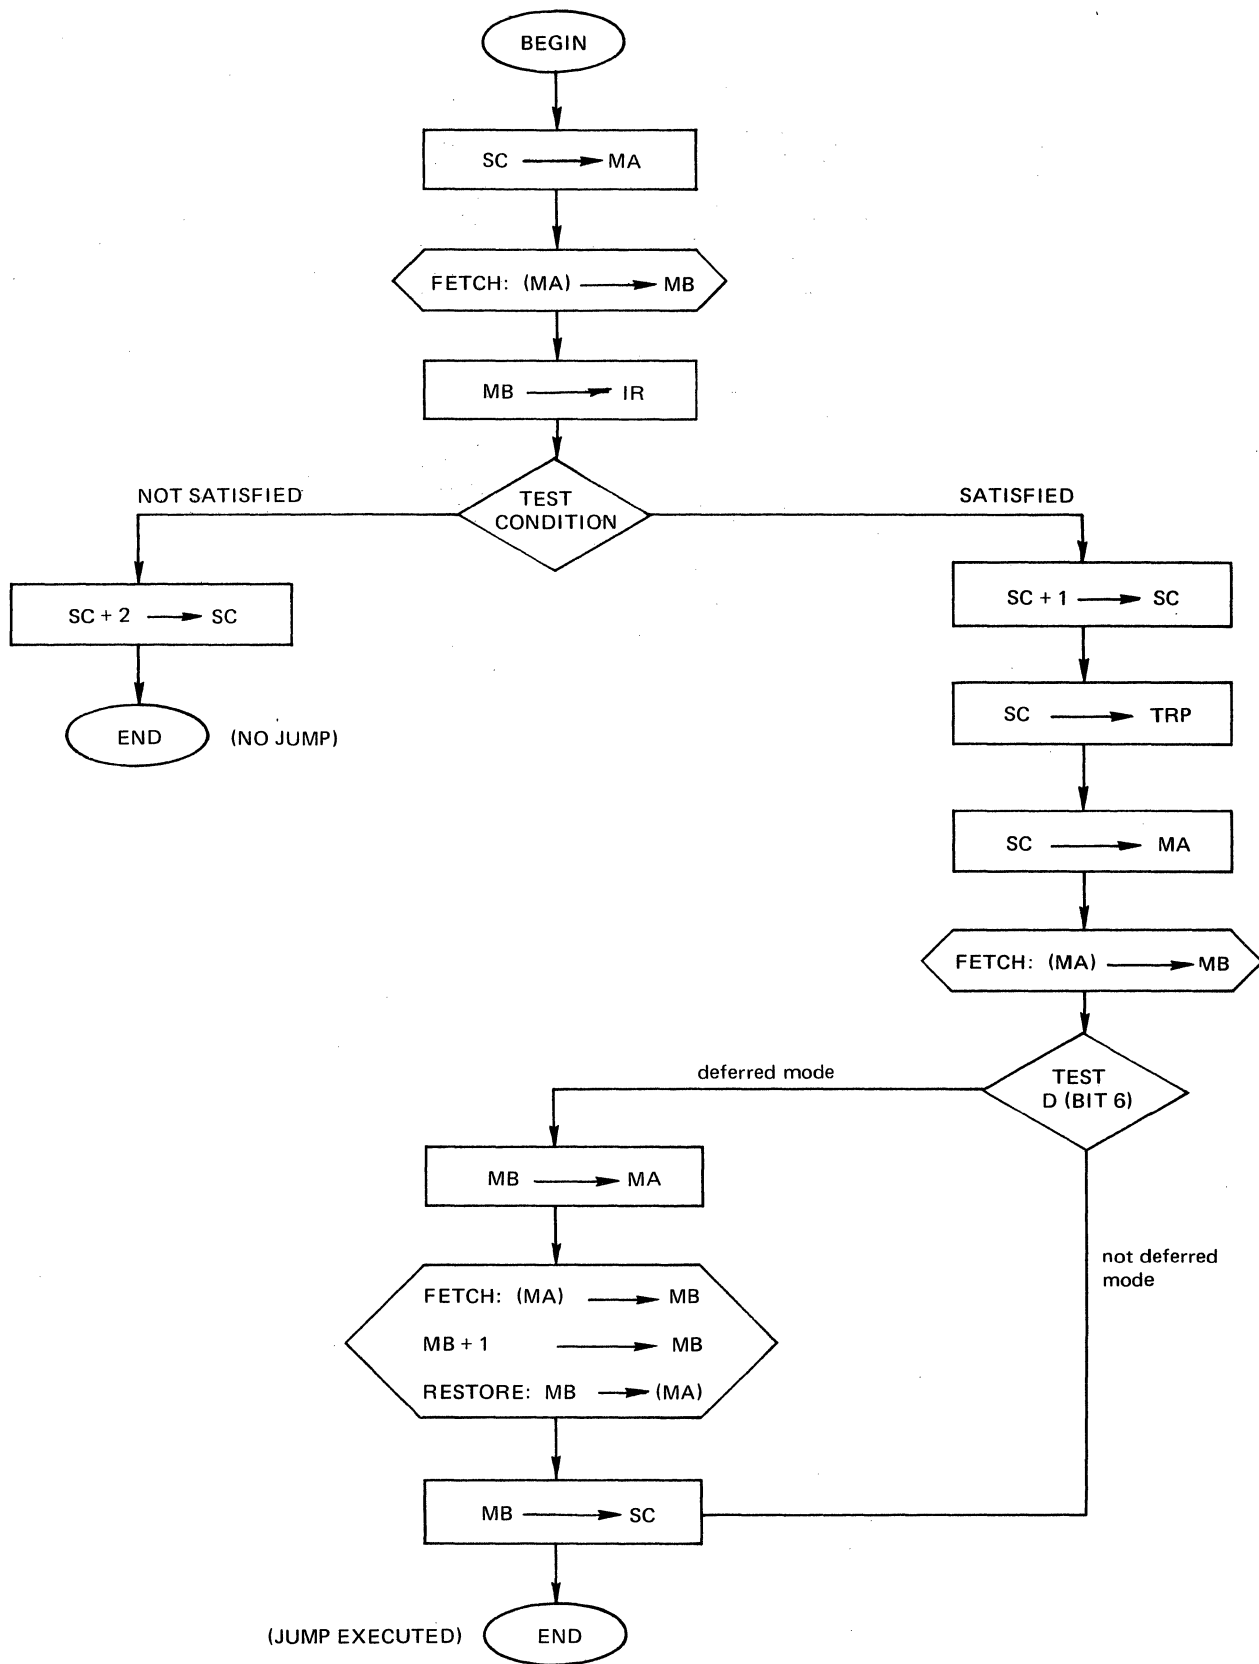 BEGIN
SC → MA
FETCH: (MA) → MB
MB → IR
TEST
CONDITION
NOT SATISFIED
SATISFIED
SC + 2 → SC
END
(NO JUMP)
SC + 1 → SC
SC → TRP
SC → MA
FETCH: (MA) → MB
TEST
D (BIT 6)
deferred mode
not deferred
mode
MB → MA
FETCH: (MA) → MB
MB + 1 → MB
RESTORE: MB → (MA)
MB → SC
(JUMP EXECUTED)
END